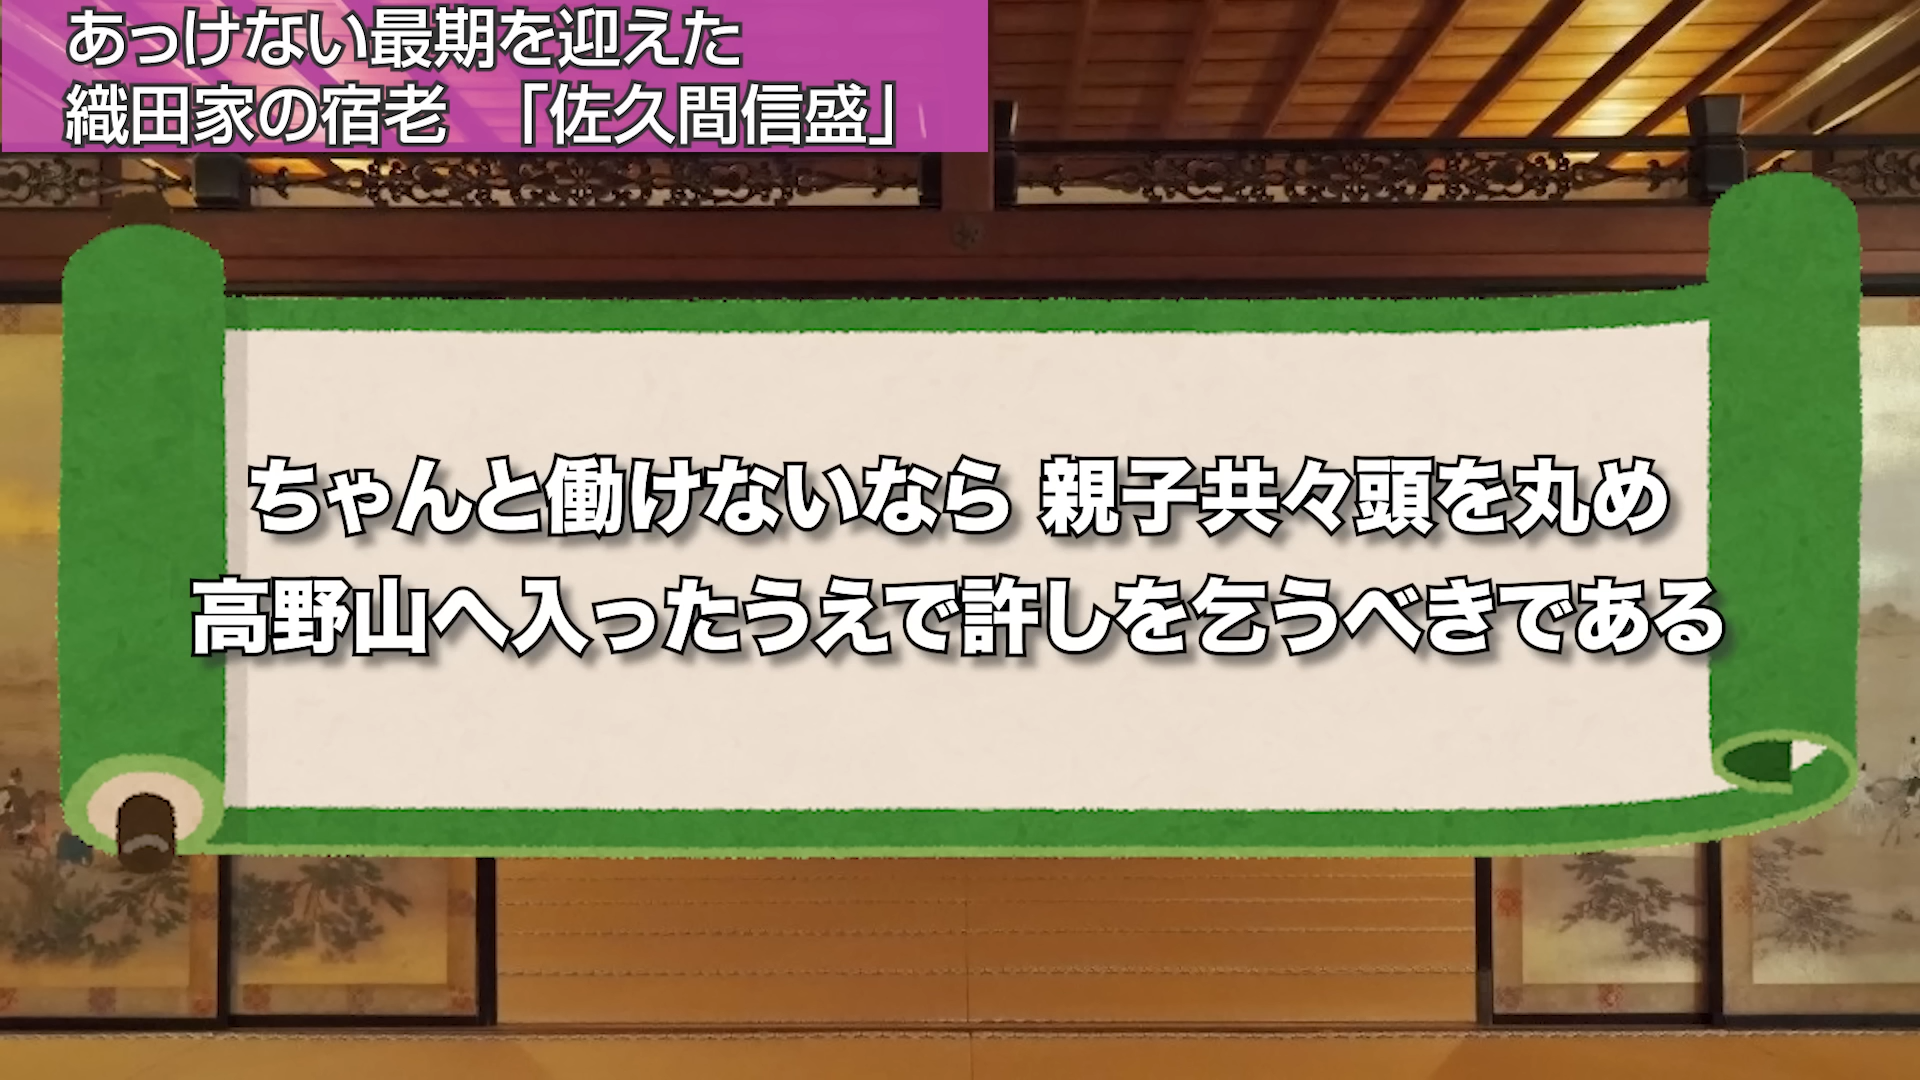 あっけない最期を迎えた
織田家の宿老 「佐久間信盛」
ちゃんと働けないなら 親子共々頭を丸め
高野山へ入ったうえで許しを乞うべきである